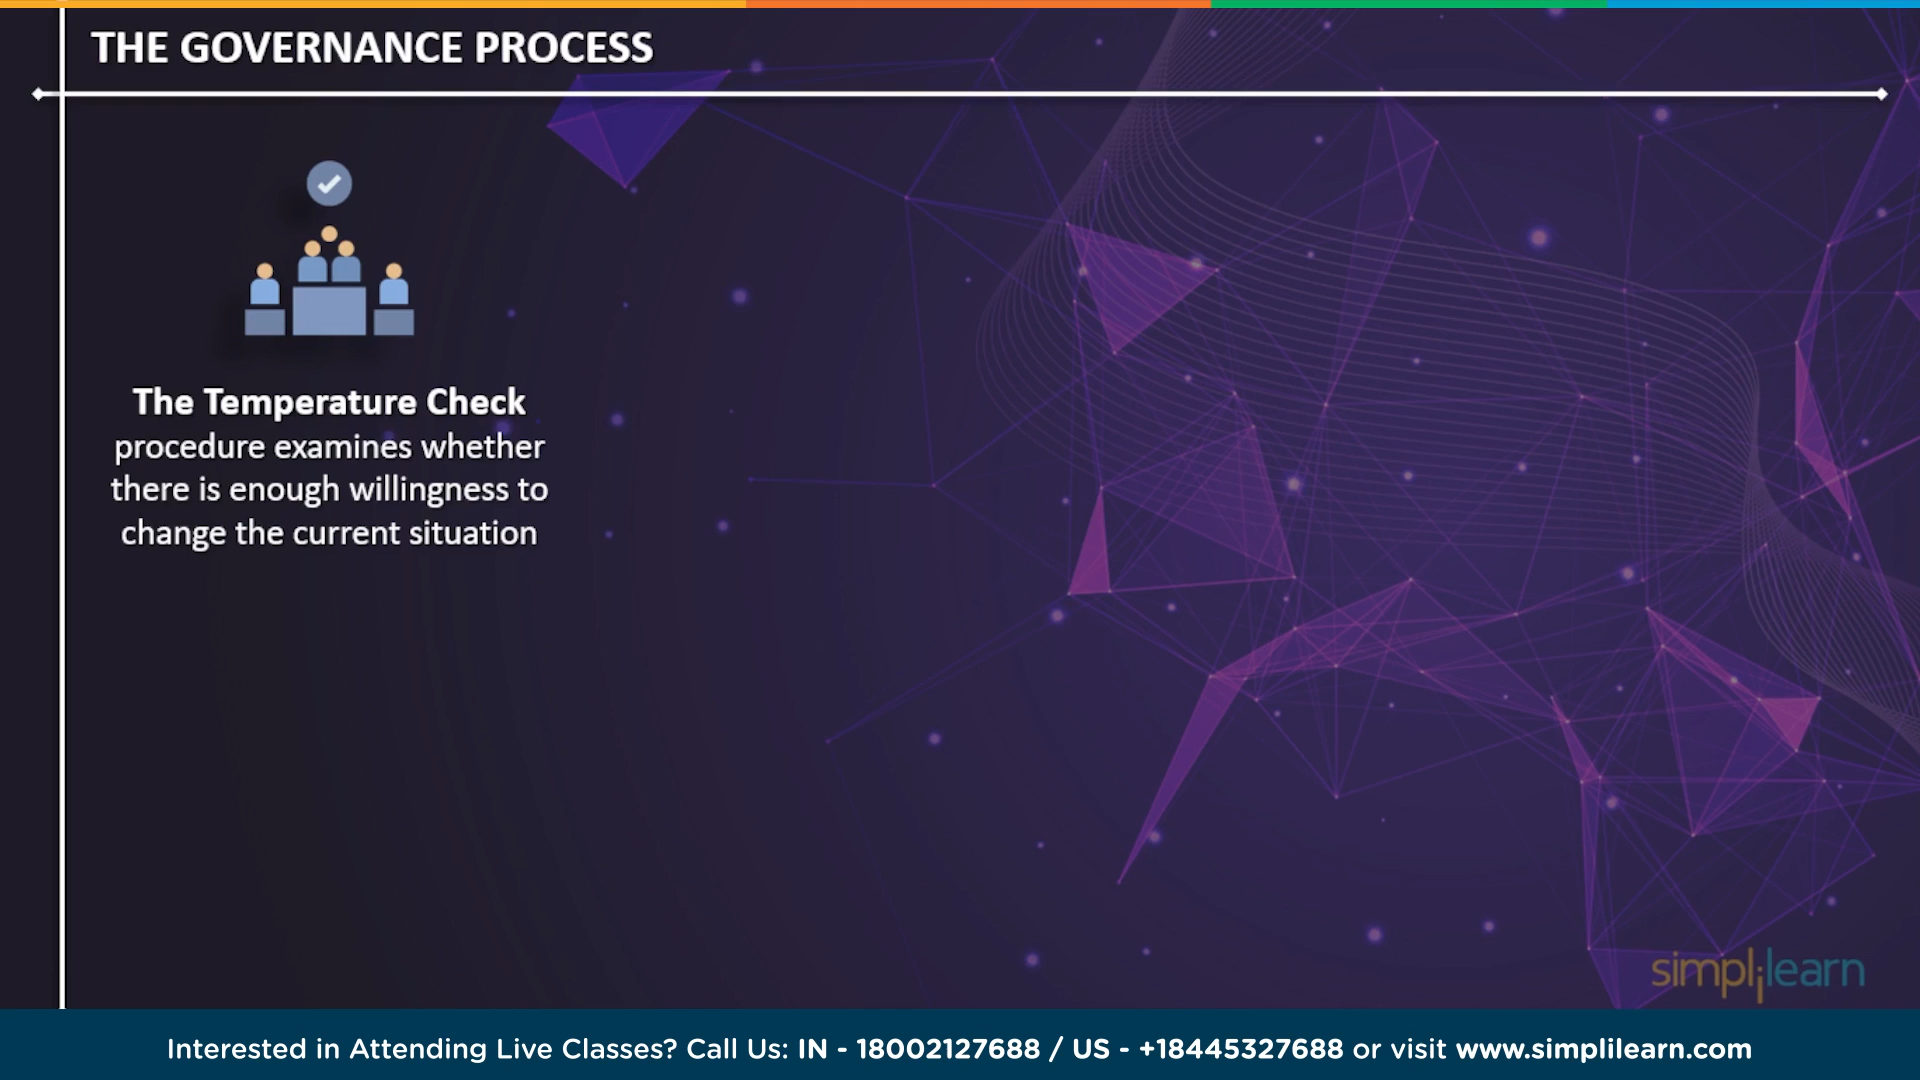 THE GOVERNANCE PROCESS
The Temperature Check
procedure examines whether
there is enough willingness to
change the current situation
simplilearn
Interested in Attending Live Classes? Call Us: IN - 18002127688 / US - +18445327688 or visit www.simplilearn.com